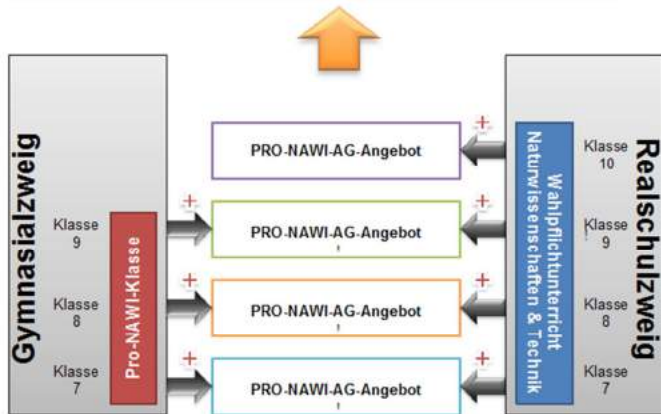 Gymnasialzweig
Klasse
9
Klasse
8
Klasse
7
Pro-NAWI-Klasse
+
+
+
PRO-NAWI-AG-Angebot
PRO-NAWI-AG-Angebot
PRO-NAWI-AG-Angebot
PRO-NAWI-AG-Angebot
+
+
+
+
Wahlpflichtunterricht
Naturwissenschaften & Technik
Klasse
10
Klasse
9
Klasse
8
Klasse
7
Realschulzweig